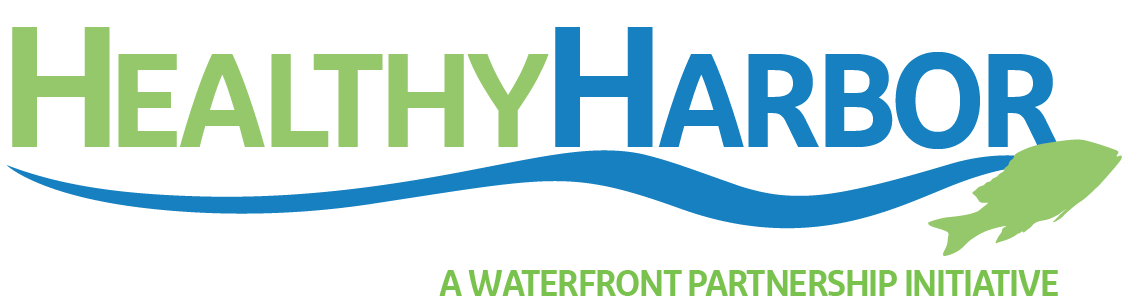 HEALTHYHARBOR
A WATERFRONT PARTNERSHIP INITIATIVE